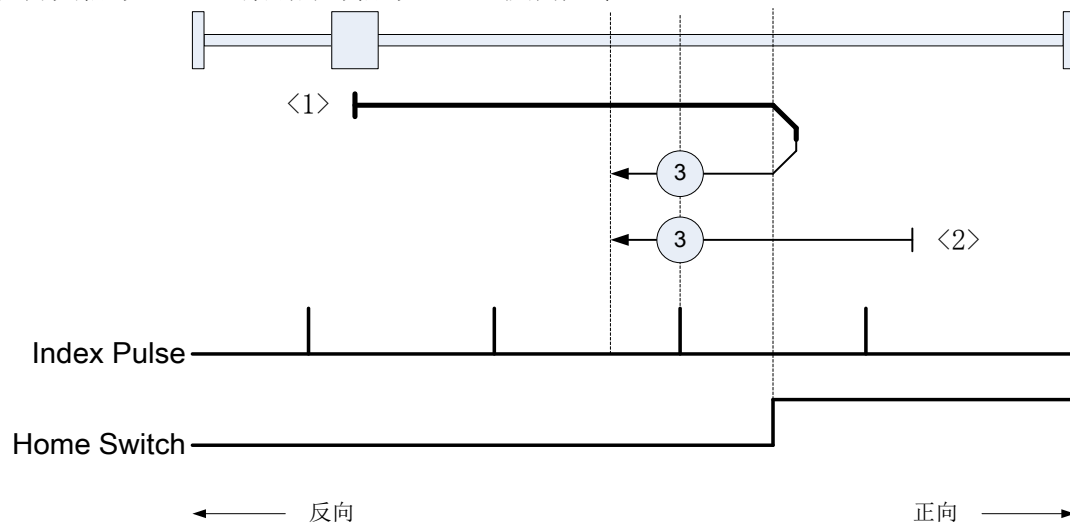 <1>
3
3 <2>
Index Pulse
Home Switch
反向 正向